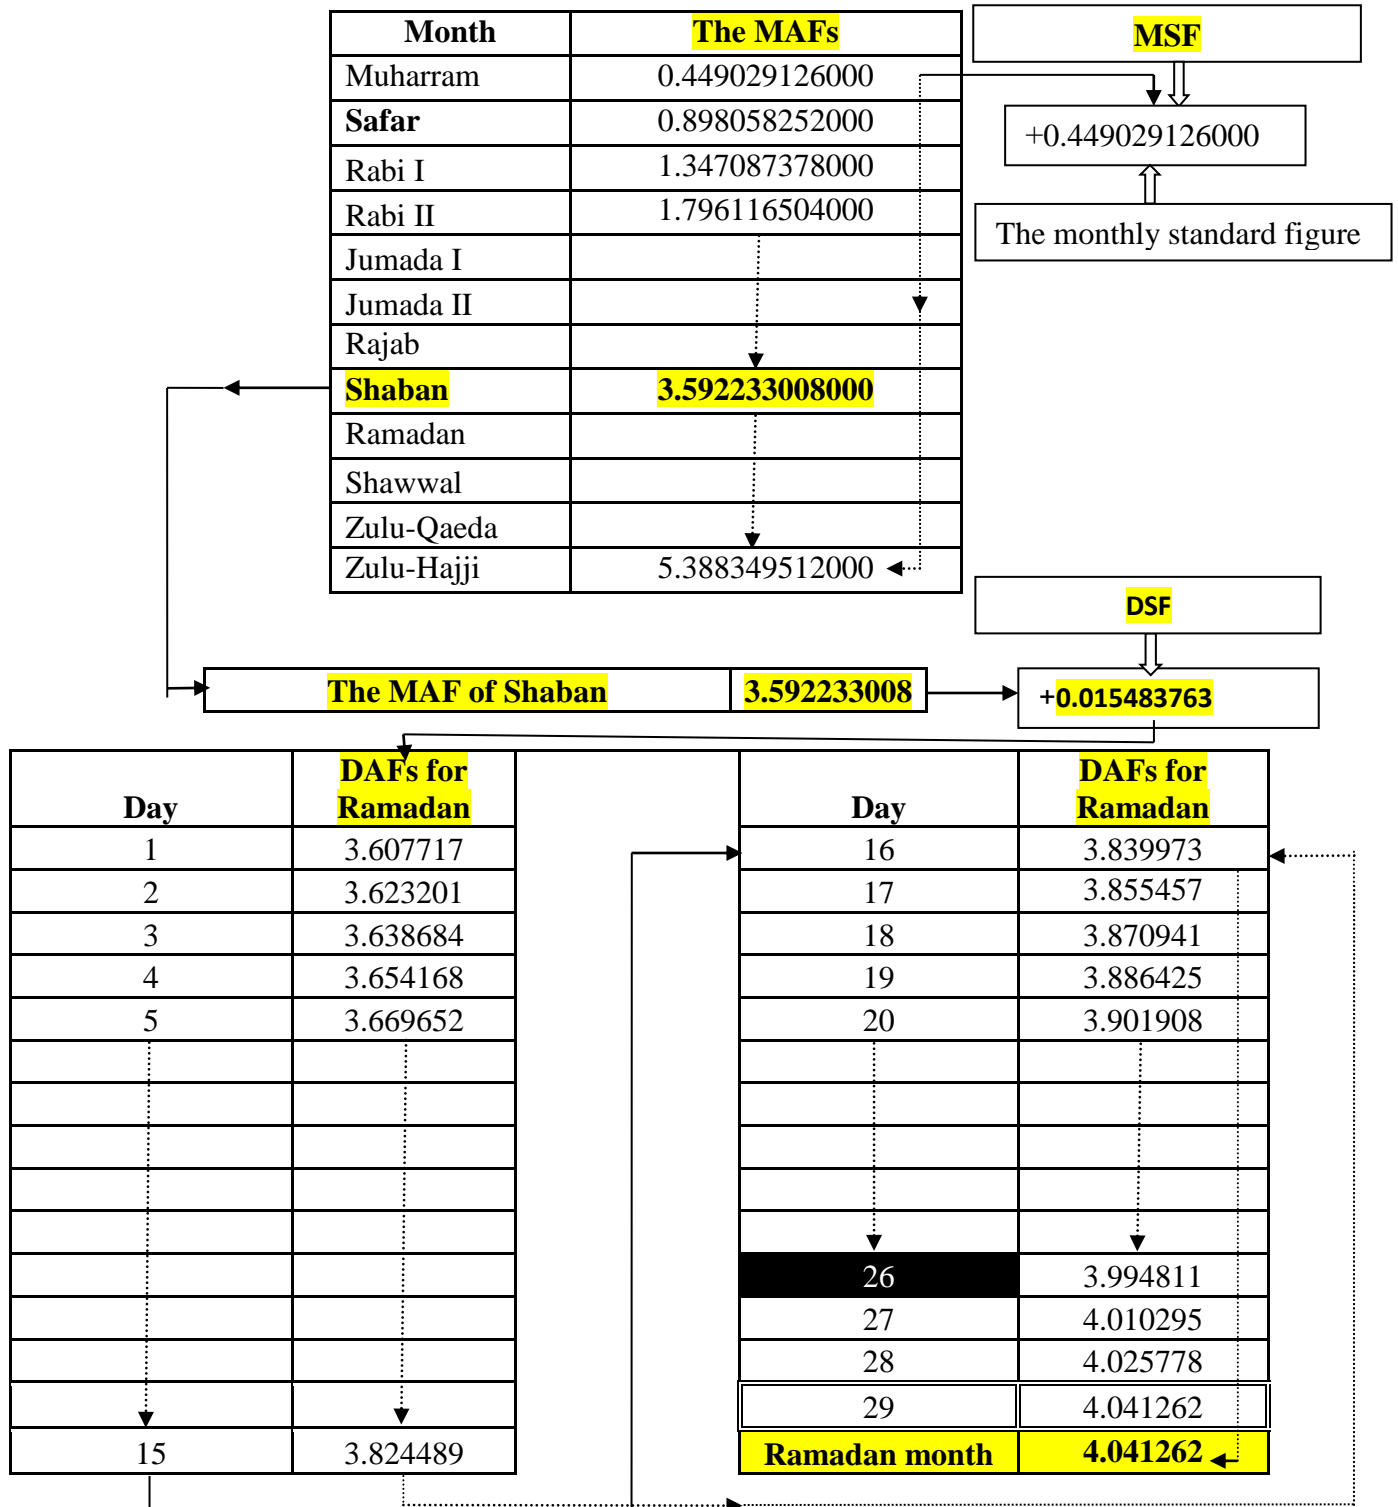 Month The MAFs
MSF
Muharram 0.449029126000
Safar 0.898058252000
+0.449029126000
Rabi I 1.347087378000
Rabi II 1.796116504000
The monthly standard figure
Jumada I
Jumada II
Rajab
Shaban 3.592233008000
Ramadan
Shawwal
Zulu-Qaeda
Zulu-Hajji 5.388349512000
DSF
The MAF of Shaban 3.592233008
+0.015483763
Day DAFs for Ramadan
1 3.607717
2 3.623201
3 3.638684
4 3.654168
5 3.669652
15 3.824489
Day DAFs for Ramadan
16 3.839973
17 3.855457
18 3.870941
19 3.886425
20 3.901908
26 3.994811
27 4.010295
28 4.025778
29 4.041262
Ramadan month 4.041262